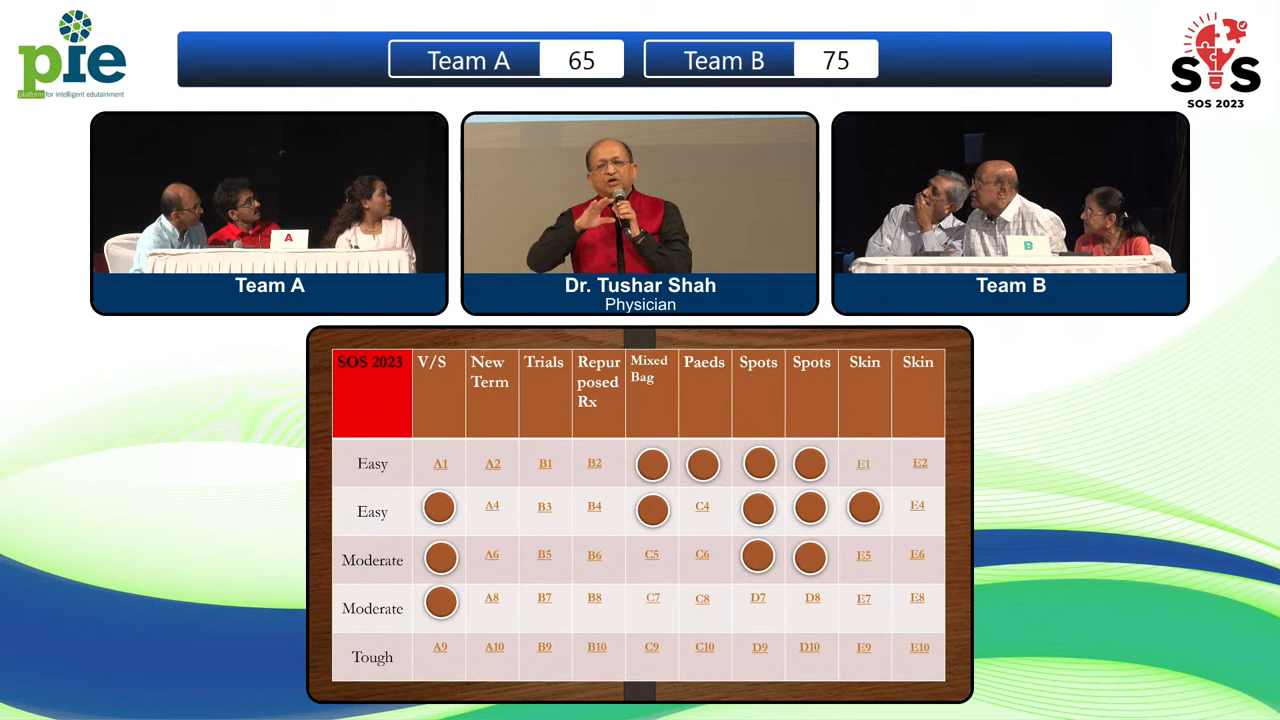 pie
platform for intelligent edutainment
Team A 65 Team B 75
SOS
SOS 2023
A
B
Team A
Dr. Tushar Shah
Physician
Team B
SOS 2023 V/S New Term Trials Repur posed Rx Mixed Bag Paeds Spots Spots Skin Skin
Easy A1 A2 B1 B2 E1 E2
Easy A4 B3 B4 C4 E4
Moderate A6 B5 B6 C5 C6 E5 E6
Moderate A8 B7 B8 C7 C8 D7 D8 E7 E8
Tough A9 A10 B9 B10 C9 C10 D9 D10 E9 E10